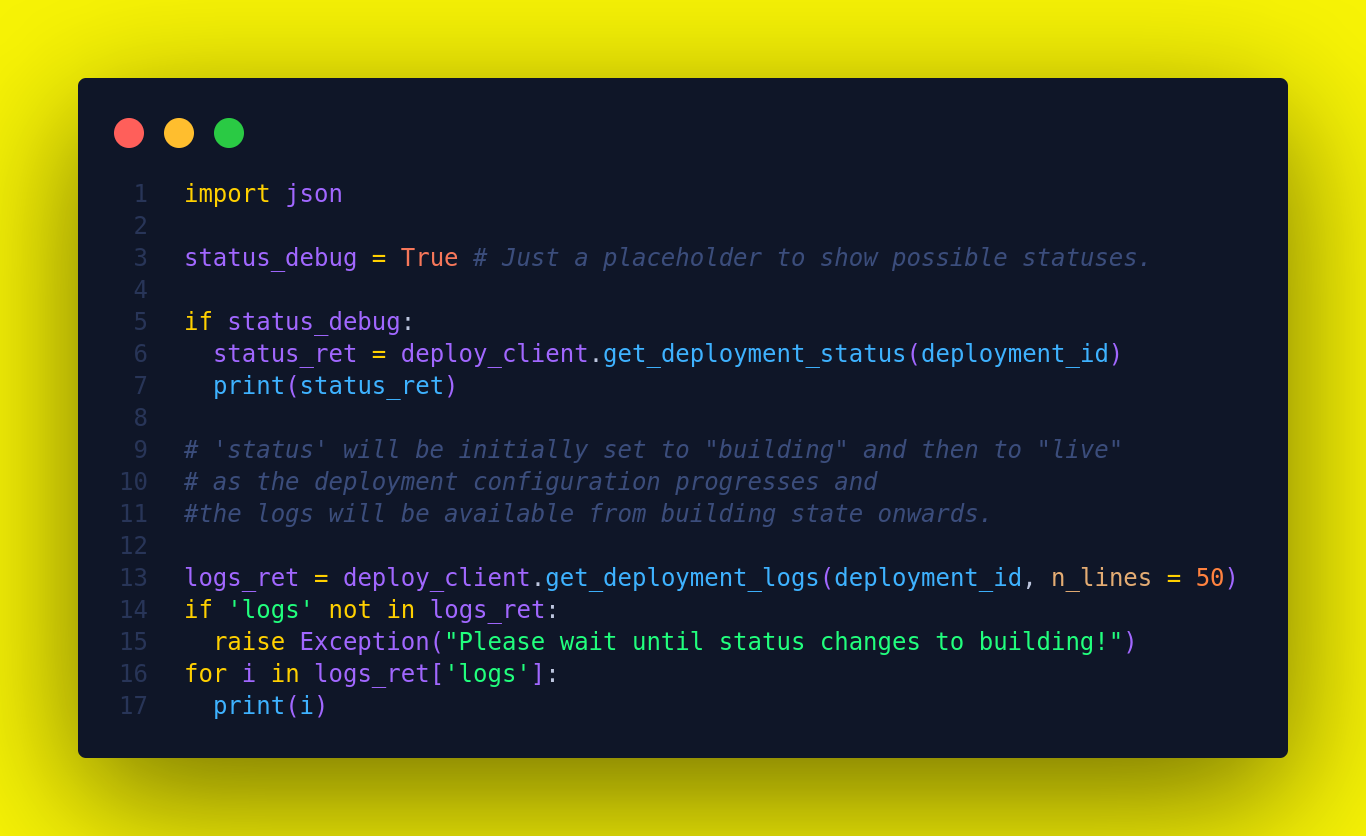 1 import json
2
3 status_debug = True # Just a placeholder to show possible statuses.
4
5 if status_debug:
6   status_ret = deploy_client.get_deployment_status(deployment_id)
7   print(status_ret)
8
9 # 'status' will be initially set to "building" and then to "live"
10 # as the deployment configuration progresses and
11 #the logs will be available from building state onwards.
12
13 logs_ret = deploy_client.get_deployment_logs(deployment_id, n_lines = 50)
14 if 'logs' not in logs_ret:
15   raise Exception("Please wait until status changes to building!")
16 for i in logs_ret['logs']:
17   print(i)